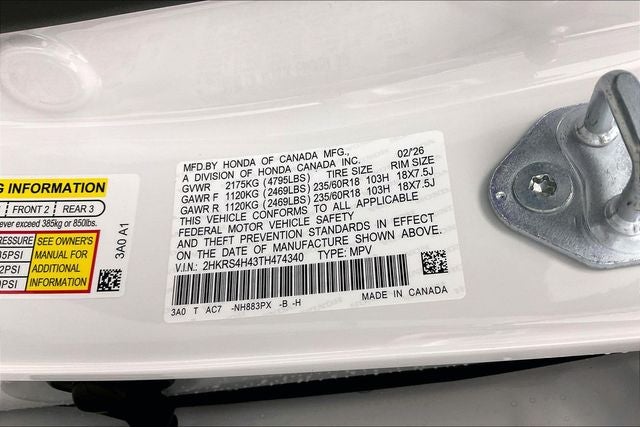 MFD.BY HONDA OF CANADA MFG., 02/26
A DIVISION OF HONDA CANADA INC.
GVWR 2175KG (4795LBS) TIRE SIZE RIM SIZE
GAWR F 1120KG (2469LBS) 235/60R18 103H 18X7.5J
GAWR R 1120KG (2469LBS) 235/60R18 103H 18X7.5J
THIS VEHICLE CONFORMS TO ALL APPLICABLE
FEDERAL MOTOR VEHICLE SAFETY
AND THEFT PREVENTION STANDARDS IN EFFECT
ON THE DATE OF MANUFACTURE SHOWN ABOVE.
V.I.N.: 2HKRS4H43TH474340 TYPE: MPV
3A0 T AC7 -NH883PX -B -H MADE IN CANADA
INFORMATION
FRONT 2 REAR 3
exceed 385kg or 850lbs.
SEE OWNER'S
MANUAL FOR
ADDITIONAL
INFORMATION
3A0 A1